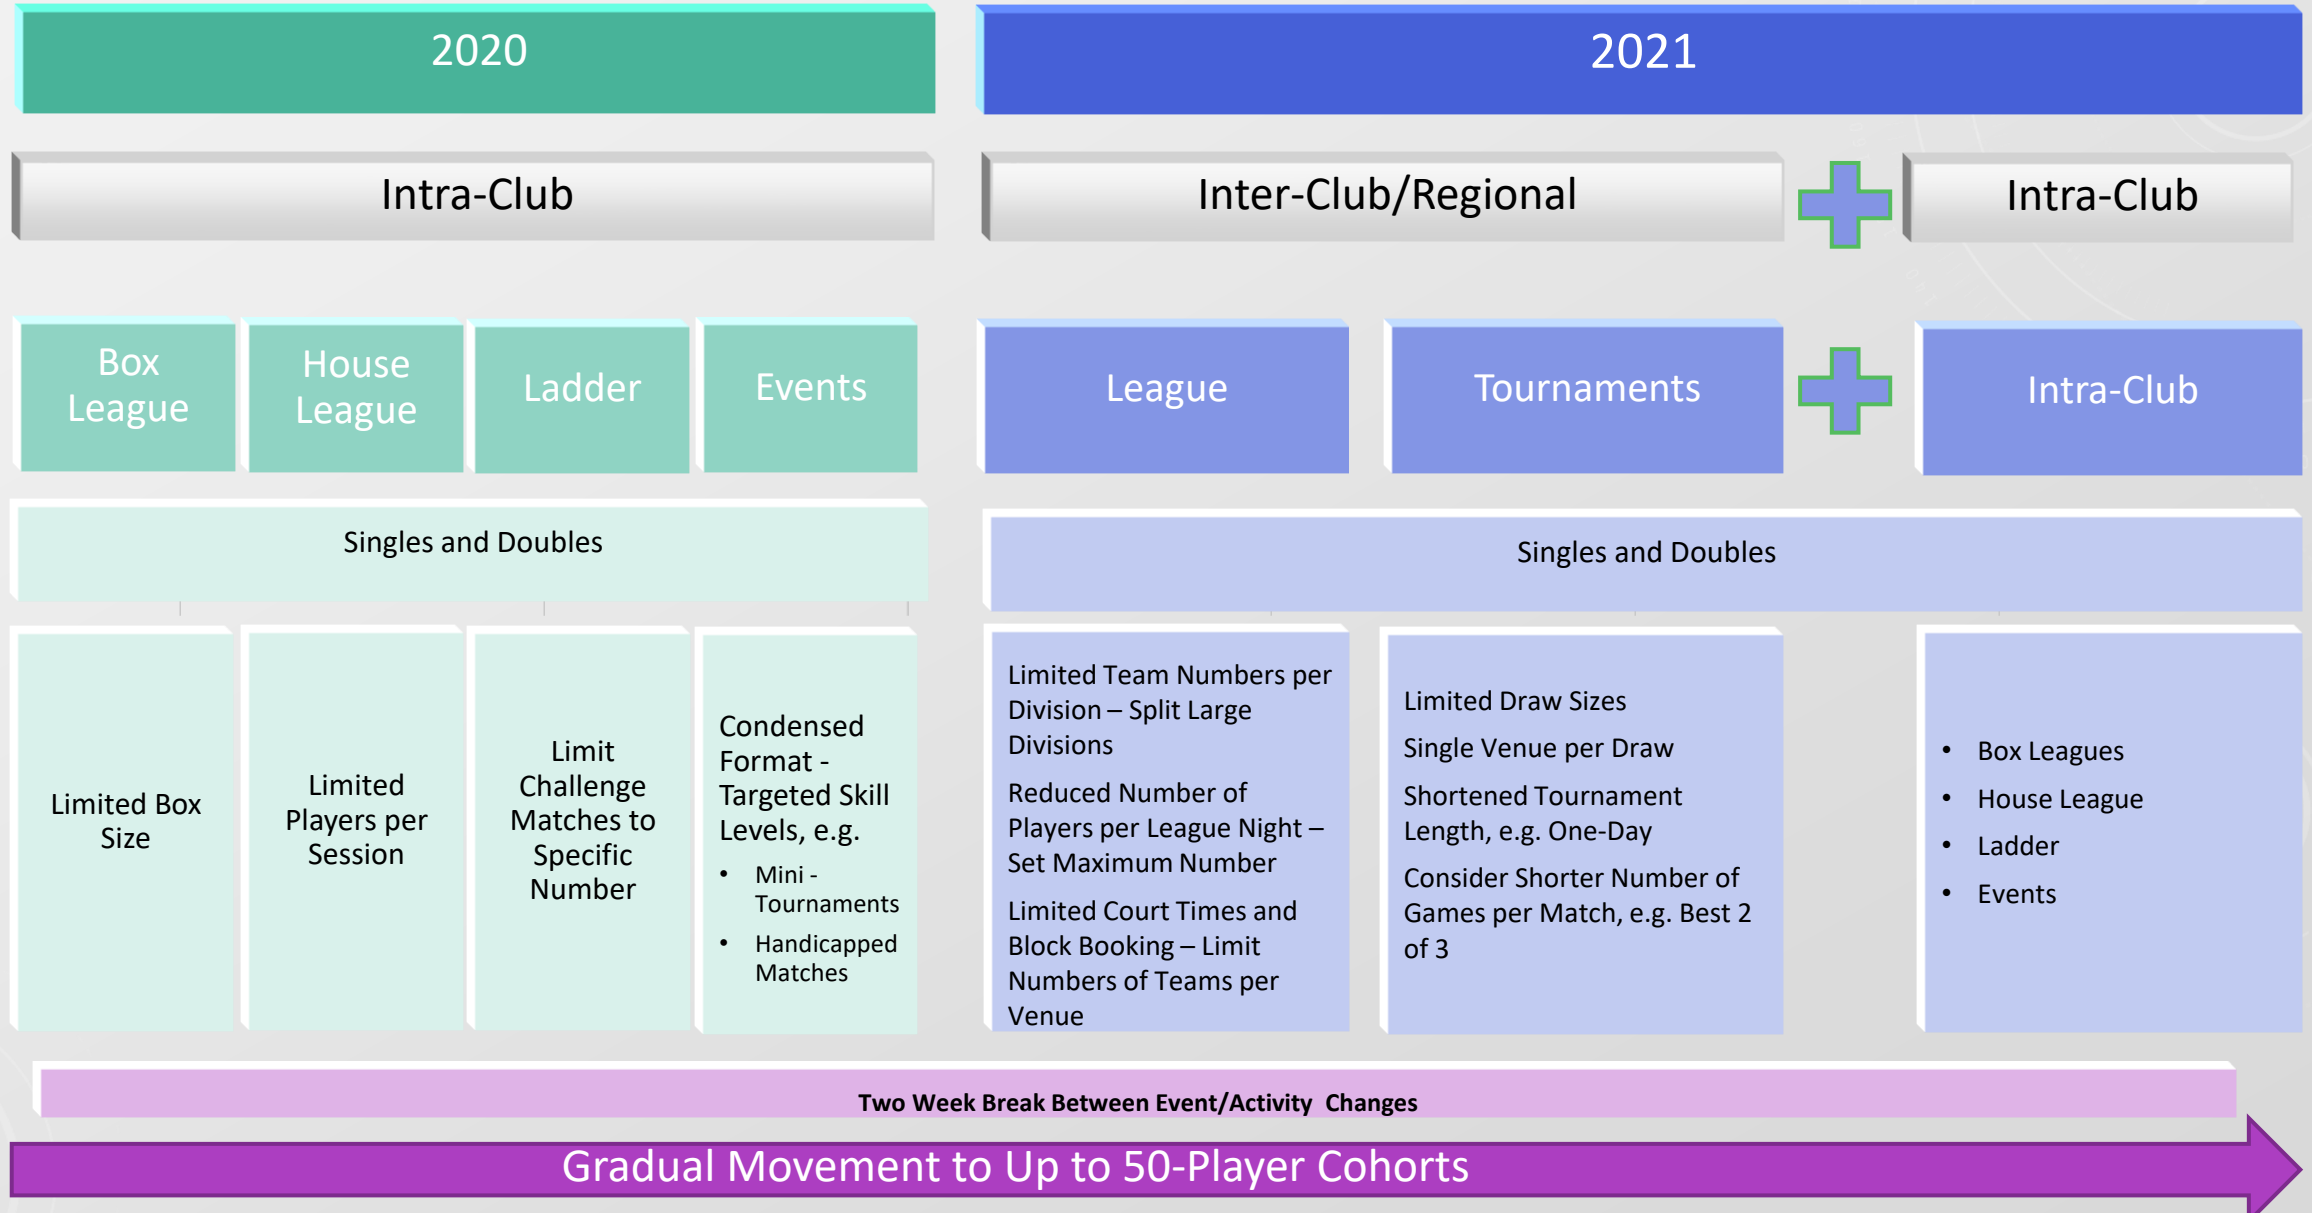 2020
2021
Intra-Club
Inter-Club/Regional
Intra-Club
Box
League
House
League
Ladder
Events
League
Tournaments
Intra-Club
Singles and Doubles
Singles and Doubles
Limited Box
Size
Limited
Players per
Session
Limit
Challenge
Matches to
Specific
Number
Condensed
Format -
Targeted Skill
Levels, e.g.
• Mini -
Tournaments
• Handicapped
Matches
Limited Team Numbers per
Division – Split Large
Divisions
Reduced Number of
Players per League Night –
Set Maximum Number
Limited Court Times and
Block Booking – Limit
Numbers of Teams per
Venue
Limited Draw Sizes
Single Venue per Draw
Shortened Tournament
Length, e.g. One-Day
Consider Shorter Number of
Games per Match, e.g. Best 2
of 3
• Box Leagues
• House League
• Ladder
• Events
Two Week Break Between Event/Activity  Changes
Gradual Movement to Up to 50-Player Cohorts